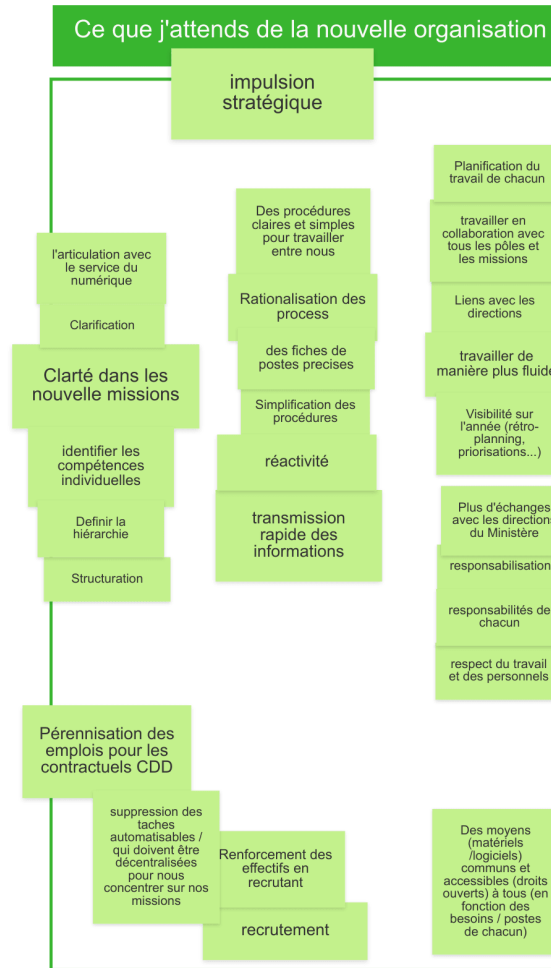 Ce que j'attends de la nouvelle organisation
impulsion
stratégique
l'articulation avec
le service du
numérique
Clarification
Clarté dans les
nouvelle missions
identifier les
compétences
individuelles
Definir la
hiérarchie
Structuration
Des procédures
claires et simples
pour travailler
entre nous
Rationalisation des
process
des fiches de
postes precises
Simplification des
procédures
réactivité
transmission
rapide des
informations
Planification du
travail de chacun
travailler en
collaboration avec
tous les pôles et
les missions
Liens avec les
directions
travailler de
manière plus fluide
Visibilité sur
l'année (rétro-
planning,
priorisations...)
Plus d'échanges
avec les directions
du Ministère
responsabilisation
responsabilités de
chacun
respect du travail
et des personnels
Pérennisation des
emplois pour les
contractuels CDD
suppression des
taches
automatisables /
qui doivent être
décentralisées
pour nous
concentrer sur nos
missions
Renforcement des
effectifs en
recrutant
recrutement
Des moyens
(matériels
/logiciels)
communs et
accessibles (droits
ouverts) à tous (en
fonction des
besoins / postes
de chacun)